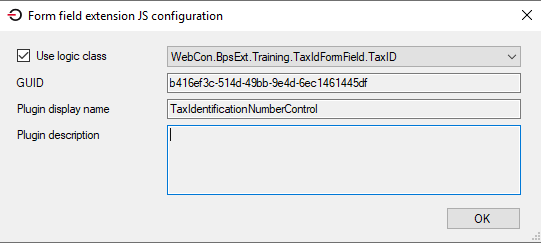 Form field extension JS configuration
Use logic class
WebCon.BpsExt.Training.TaxIdFormField.TaxID
GUID
b416ef3c-514d-49bb-9e4d-6ec1461445df
Plugin display name
TaxIdentificationNumberControl
Plugin description
OK